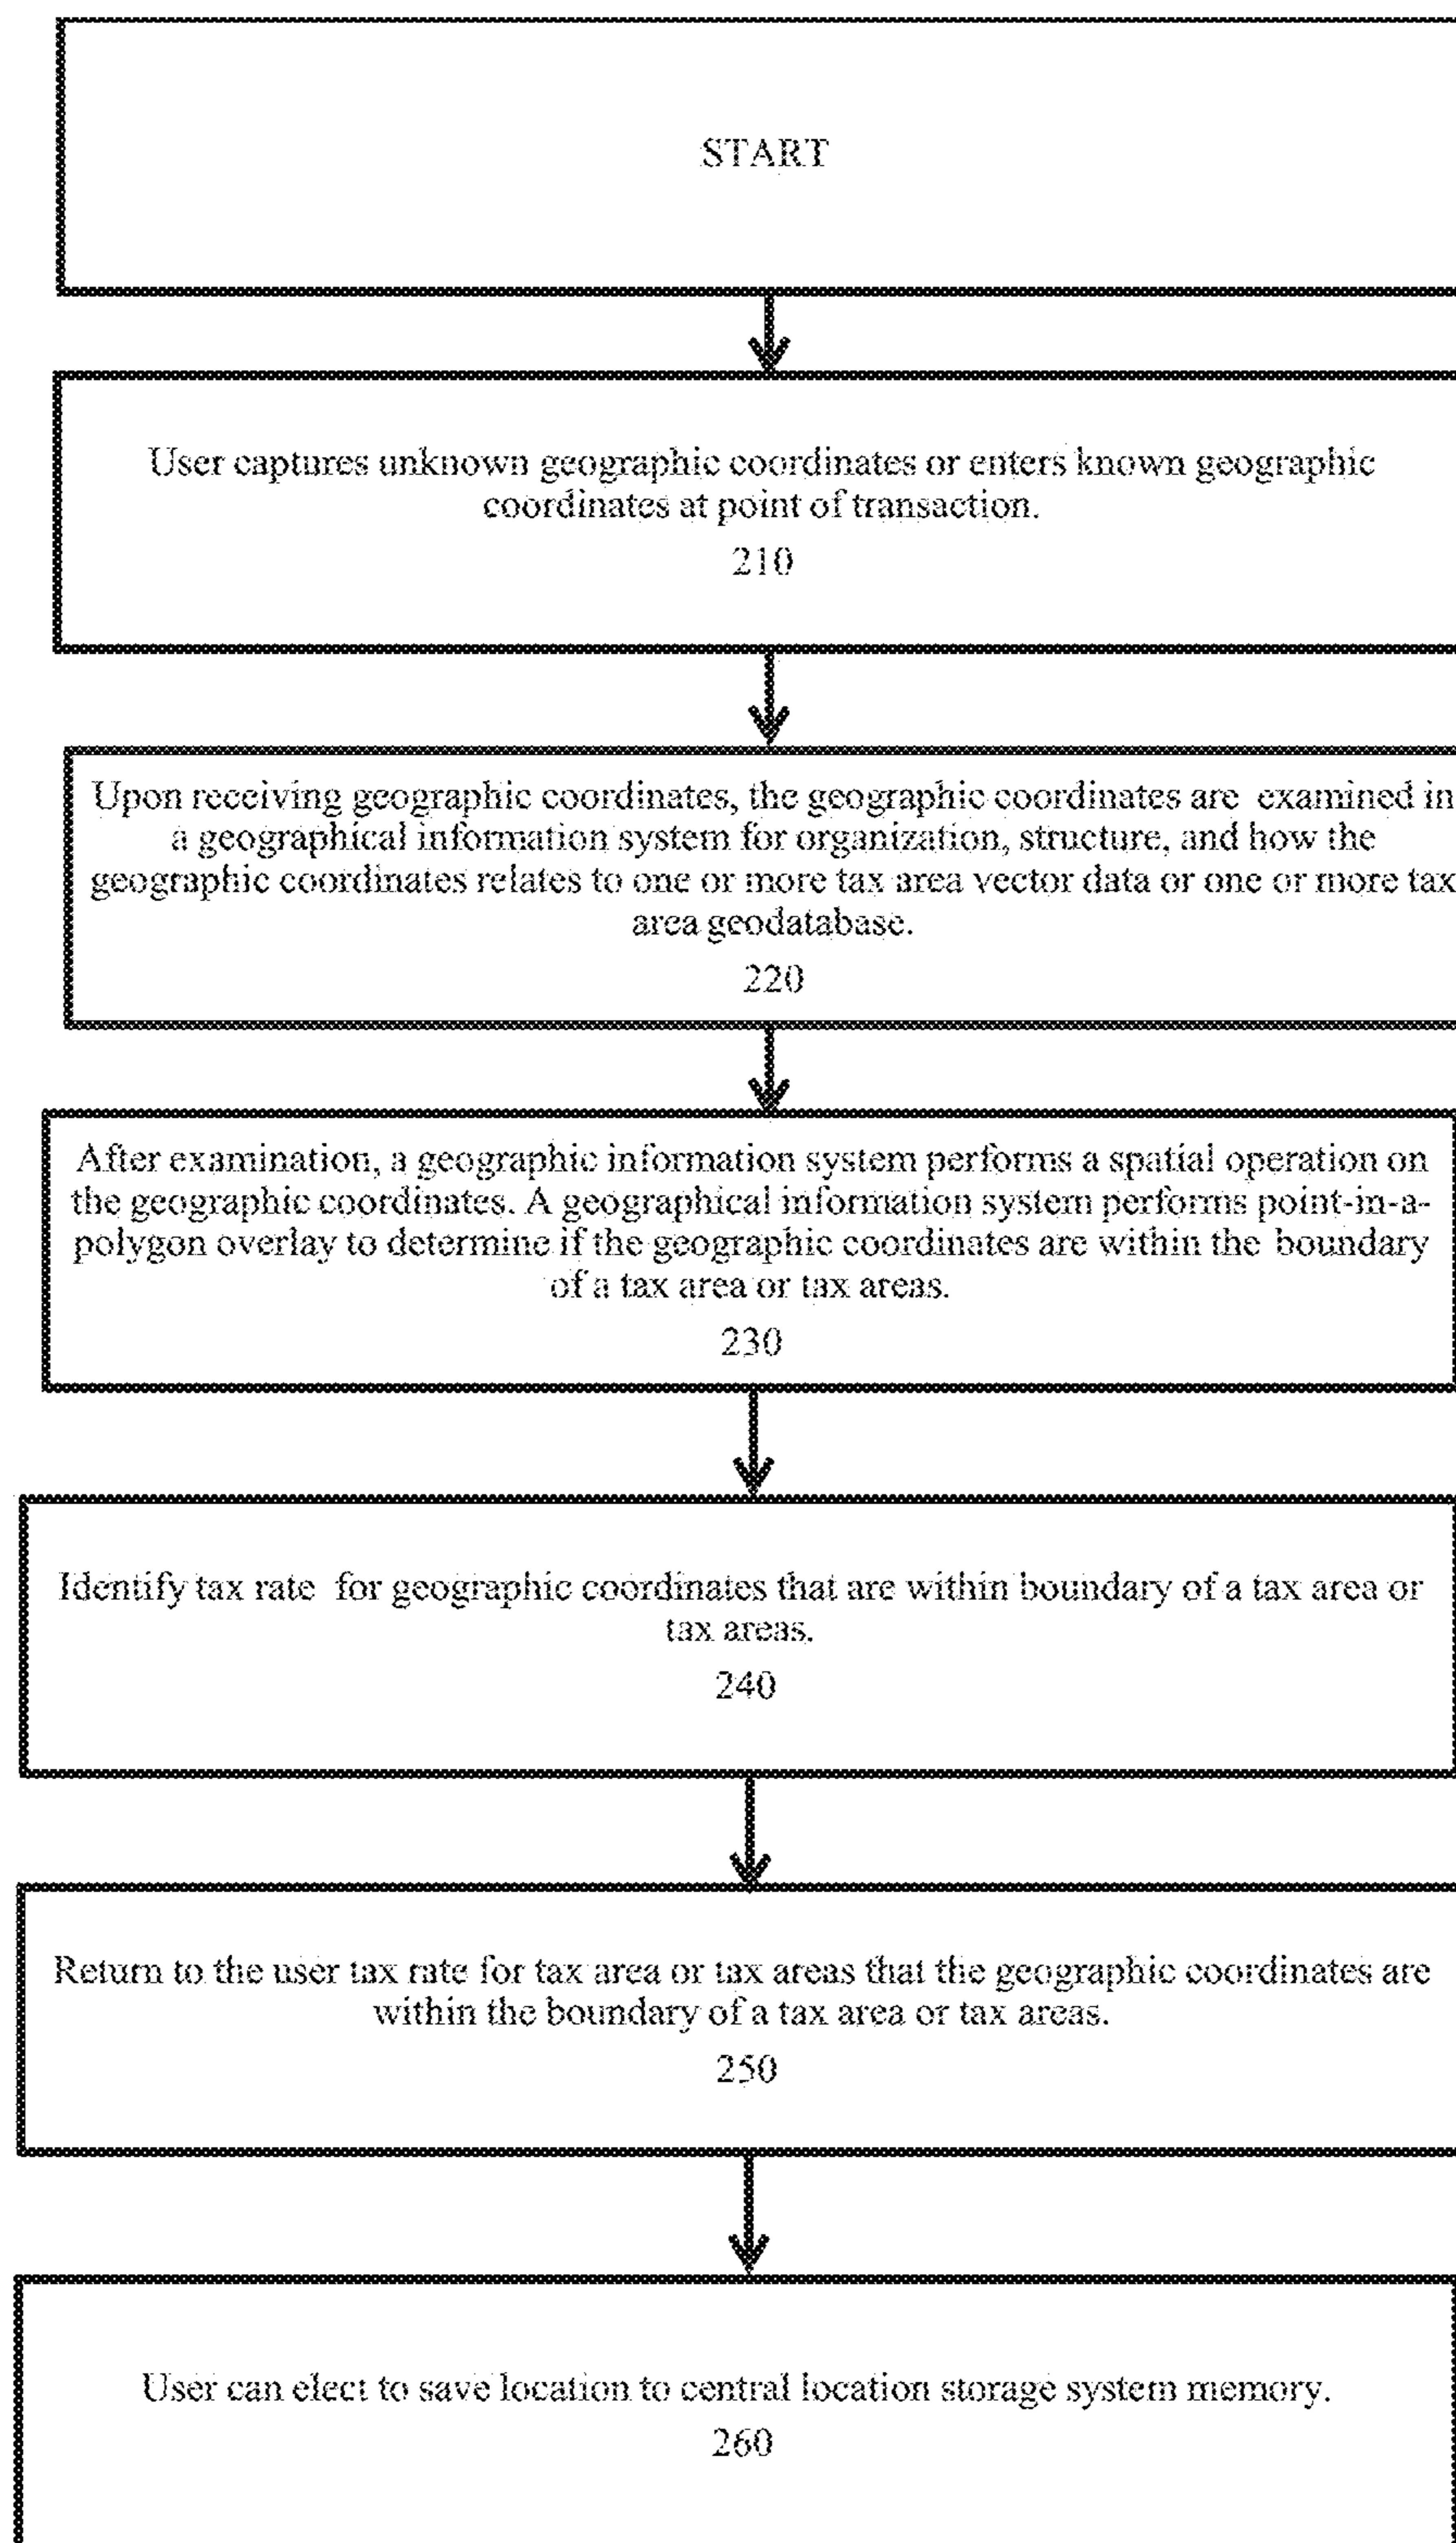 START
User captures unknown geographic coordinates or enters known geographic
coordinates at point of transaction.
210
Upon receiving geographic coordinates, the geographic coordinates are examined in
a geographical information system for organization, structure, and how the
geographic coordinates relates to one or more tax area vector data or one or more tax
area geodatabase.
220
After examination, a geographic information system performs a spatial operation on
the geographic coordinates. A geographical information system performs point-in-a-
polygon overlay to determine if the geographic coordinates are within the boundary
of a tax area or tax areas.
230
Identify tax rate for geographic coordinates that are within boundary of a tax area or
tax areas.
240
Return to the user tax rate for tax area or tax areas that the geographic coordinates are
within the boundary of a tax area or tax areas.
250
User can elect to save location to central location storage system memory.
260